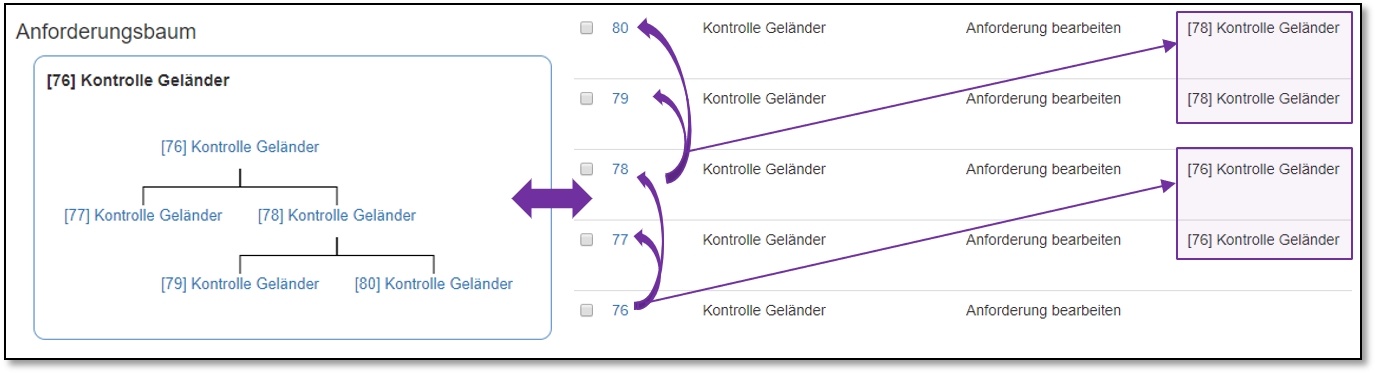 Anforderungsbaum
[76] Kontrolle Geländer
[76] Kontrolle Geländer
[77] Kontrolle Geländer [78] Kontrolle Geländer
[79] Kontrolle Geländer [80] Kontrolle Geländer
80 Kontrolle Geländer Anforderung bearbeiten [78] Kontrolle Geländer
79 Kontrolle Geländer Anforderung bearbeiten [78] Kontrolle Geländer
78 Kontrolle Geländer Anforderung bearbeiten [76] Kontrolle Geländer
77 Kontrolle Geländer Anforderung bearbeiten [76] Kontrolle Geländer
76 Kontrolle Geländer Anforderung bearbeiten